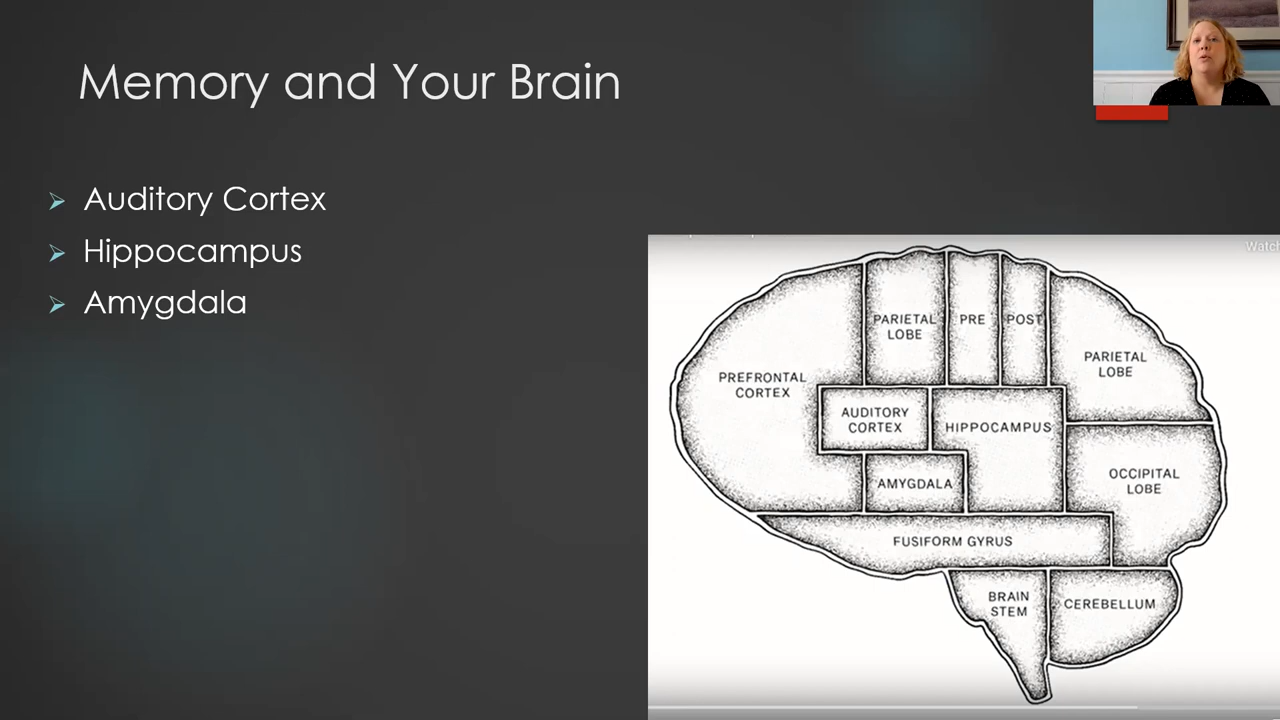 Memory and Your Brain
Auditory Cortex
Hippocampus
Amygdala
PREFRONTAL
CORTEX
PARIETAL
LOBE
PRE
POST
PARIETAL
LOBE
AUDITORY
CORTEX
HIPPOCAMPUS
AMYGDALA
OCCIPITAL
LOBE
FUSIFORM GYRUS
BRAIN
STEM
CEREBELLUM